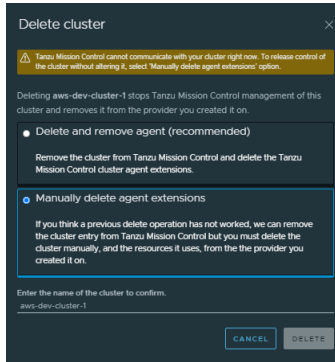 Delete cluster
Tanzu Mission Control cannot communicate with your cluster right now. To release control of
the cluster without altering it, select 'Manually delete agent extensions' option.
Deleting aws-dev-cluster-1 stops Tanzu Mission Control management of this
cluster and removes it from the provider you created it on.
Delete and remove agent (recommended)
Remove the cluster from Tanzu Mission Control and delete the Tanzu
Mission Control cluster agent extensions.
Manually delete agent extensions
If you think a previous delete operation has not worked, we can remove
the cluster entry from Tanzu Mission Control but you must delete the
cluster manually, and the resources it uses, from the the provider you
created it on.
Enter the name of the cluster to confirm.
aws-dev-cluster-1
CANCEL
DELETE